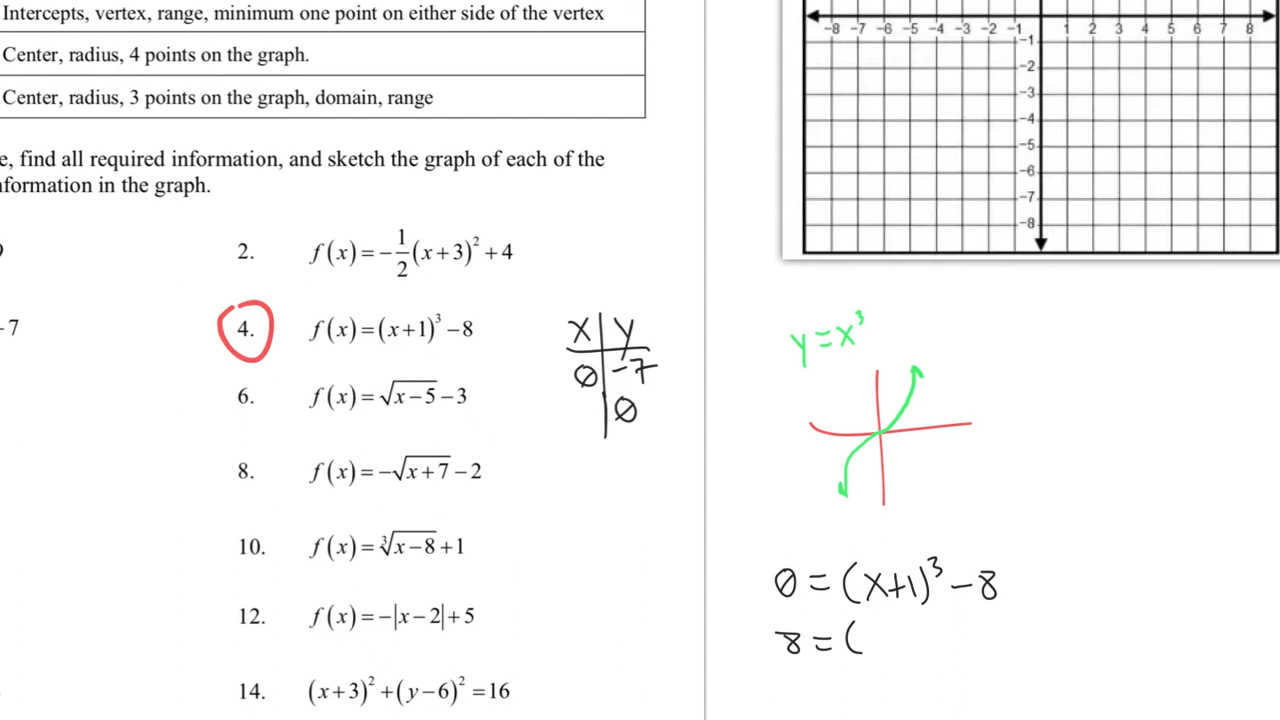 Intercepts, vertex, range, minimum one point on either side of the vertex
Center, radius, 4 points on the graph.
Center, radius, 3 points on the graph, domain, range
e, find all required information, and sketch the graph of each of the
nformation in the graph.
2. f(x)=-1/2(x+3)²+4
-7
4. f(x)=(x+1)³-8
6. f(x)=√(x-5)-3
8. f(x)=-√(x+7)-2
10. f(x)=∛(x-8)+1
12. f(x)=-|x-2|+5
14. (x+3)²+(y-6)²=16
X | Y
0 | -7
| 0
-8 -7 -6 -5 -4 -3 -2 -1 1 2 3 4 5 6 7 8
-1
-2
-3
-4
-5
-6
-7
-8
y=x³
0=(x+1)³-8
8=(